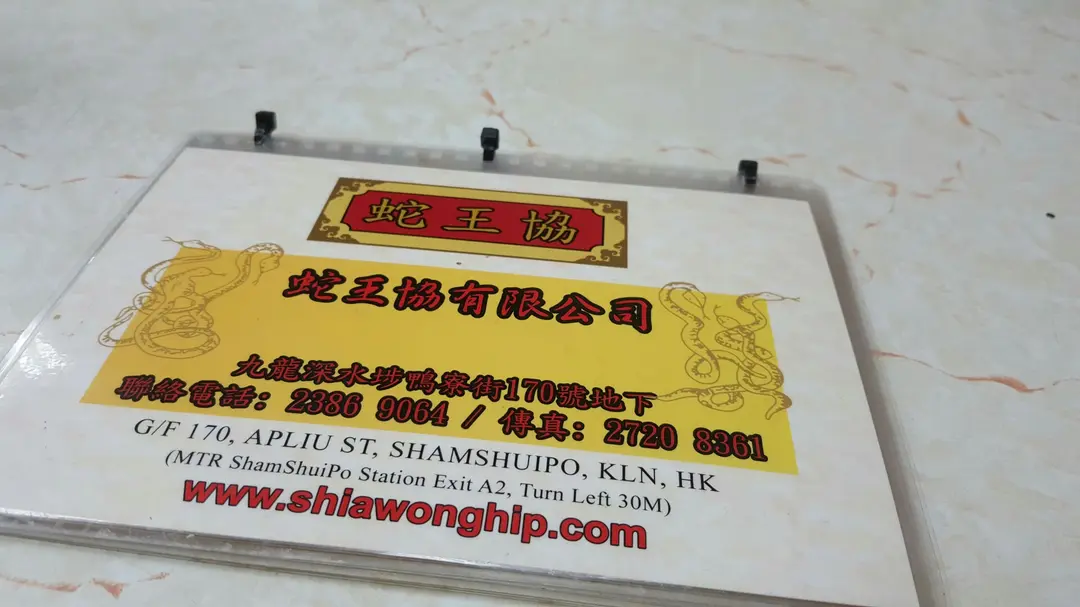 蛇王協
蛇王協有限公司
九龍深水埗鴨寮街170號地下
聯絡電話: 2386 9064 / 傳真: 2720 8361
G/F 170, APLIU ST, SHAMSHUIPO, KLN, HK
(MTR ShamShuiPo Station Exit A2, Turn Left 30M)
www.shiawonghip.com